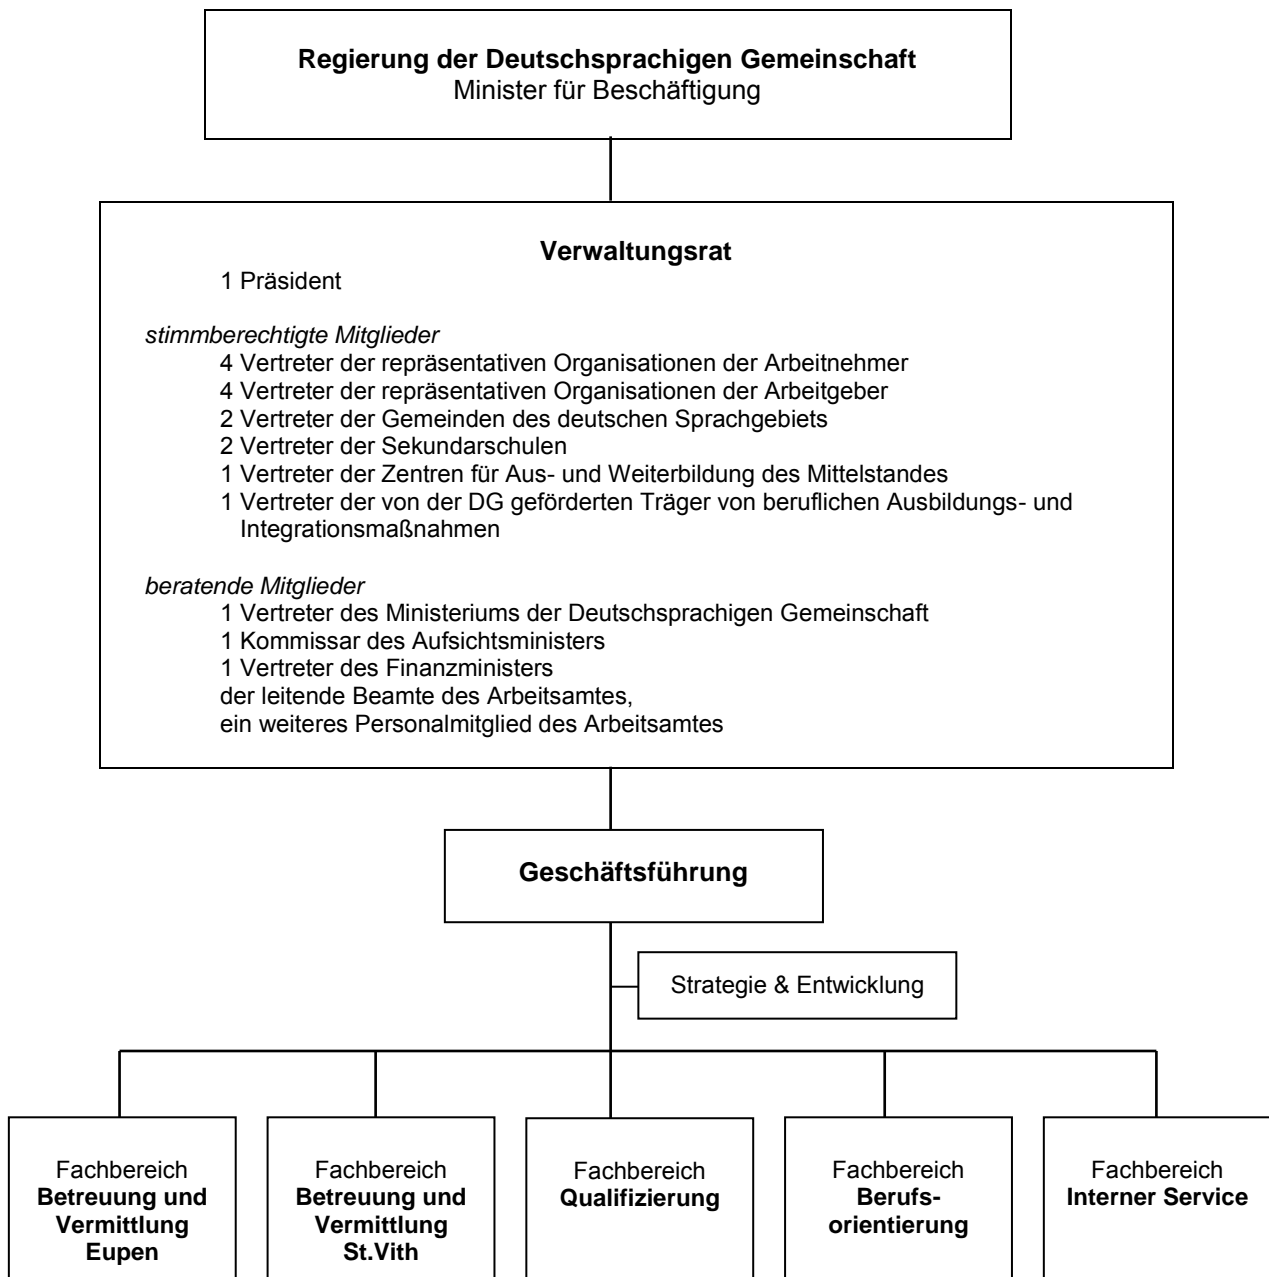 Regierung der Deutschsprachigen Gemeinschaft
Minister für Beschäftigung
Verwaltungsrat
1 Präsident
stimmberechtigte Mitglieder
4 Vertreter der repräsentativen Organisationen der Arbeitnehmer
4 Vertreter der repräsentativen Organisationen der Arbeitgeber
2 Vertreter der Gemeinden des deutschen Sprachgebiets
2 Vertreter der Sekundarschulen
1 Vertreter der Zentren für Aus- und Weiterbildung des Mittelstandes
1 Vertreter der von der DG geförderten Träger von beruflichen Ausbildungs- und
Integrationsmaßnahmen
beratende Mitglieder
1 Vertreter des Ministeriums der Deutschsprachigen Gemeinschaft
1 Kommissar des Aufsichtsministers
1 Vertreter des Finanzministers
der leitende Beamte des Arbeitsamtes,
ein weiteres Personalmitglied des Arbeitsamtes
Geschäftsführung
Strategie & Entwicklung
Fachbereich
Betreuung und
Vermittlung
Eupen
Fachbereich
Betreuung und
Vermittlung
St.Vith
Fachbereich
Qualifizierung
Fachbereich
Berufs-
orientierung
Fachbereich
Interner Service